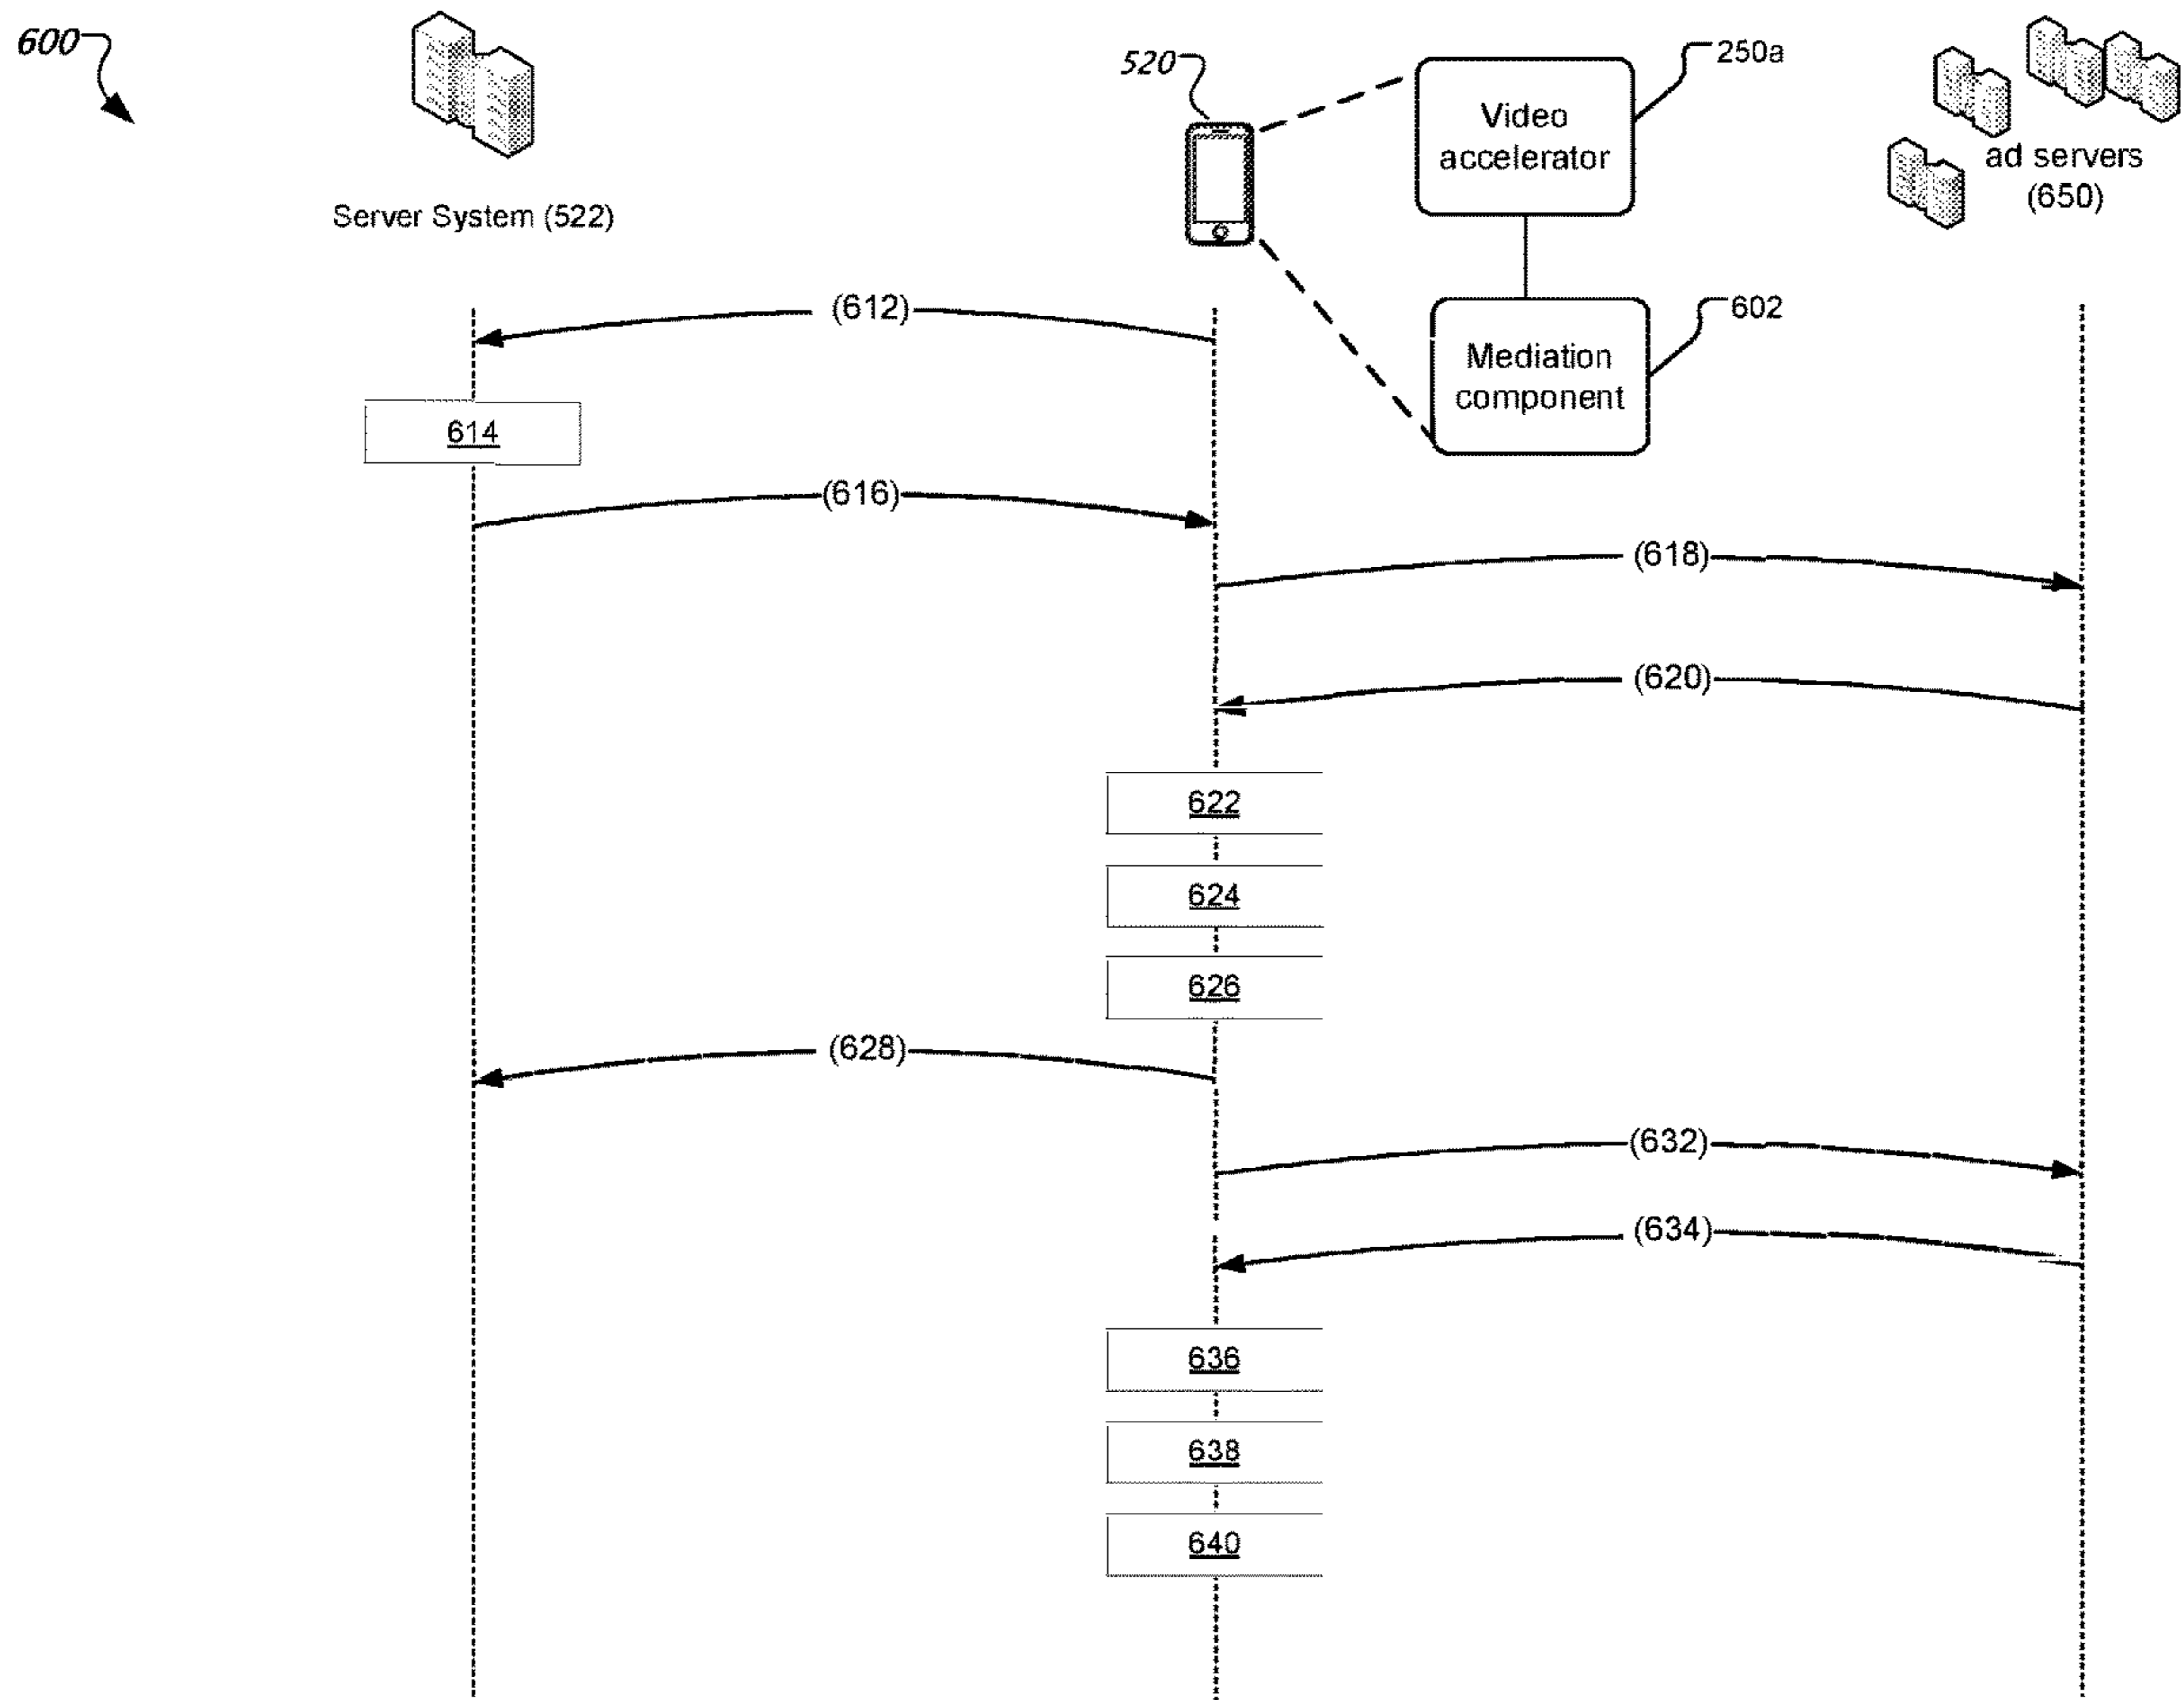 600
520
250a
Video
accelerator
ad servers
(650)
Server System (522)
602
Mediation
component
(612)
614
(616)
(618)
(620)
622
624
626
(628)
(632)
(634)
636
638
640